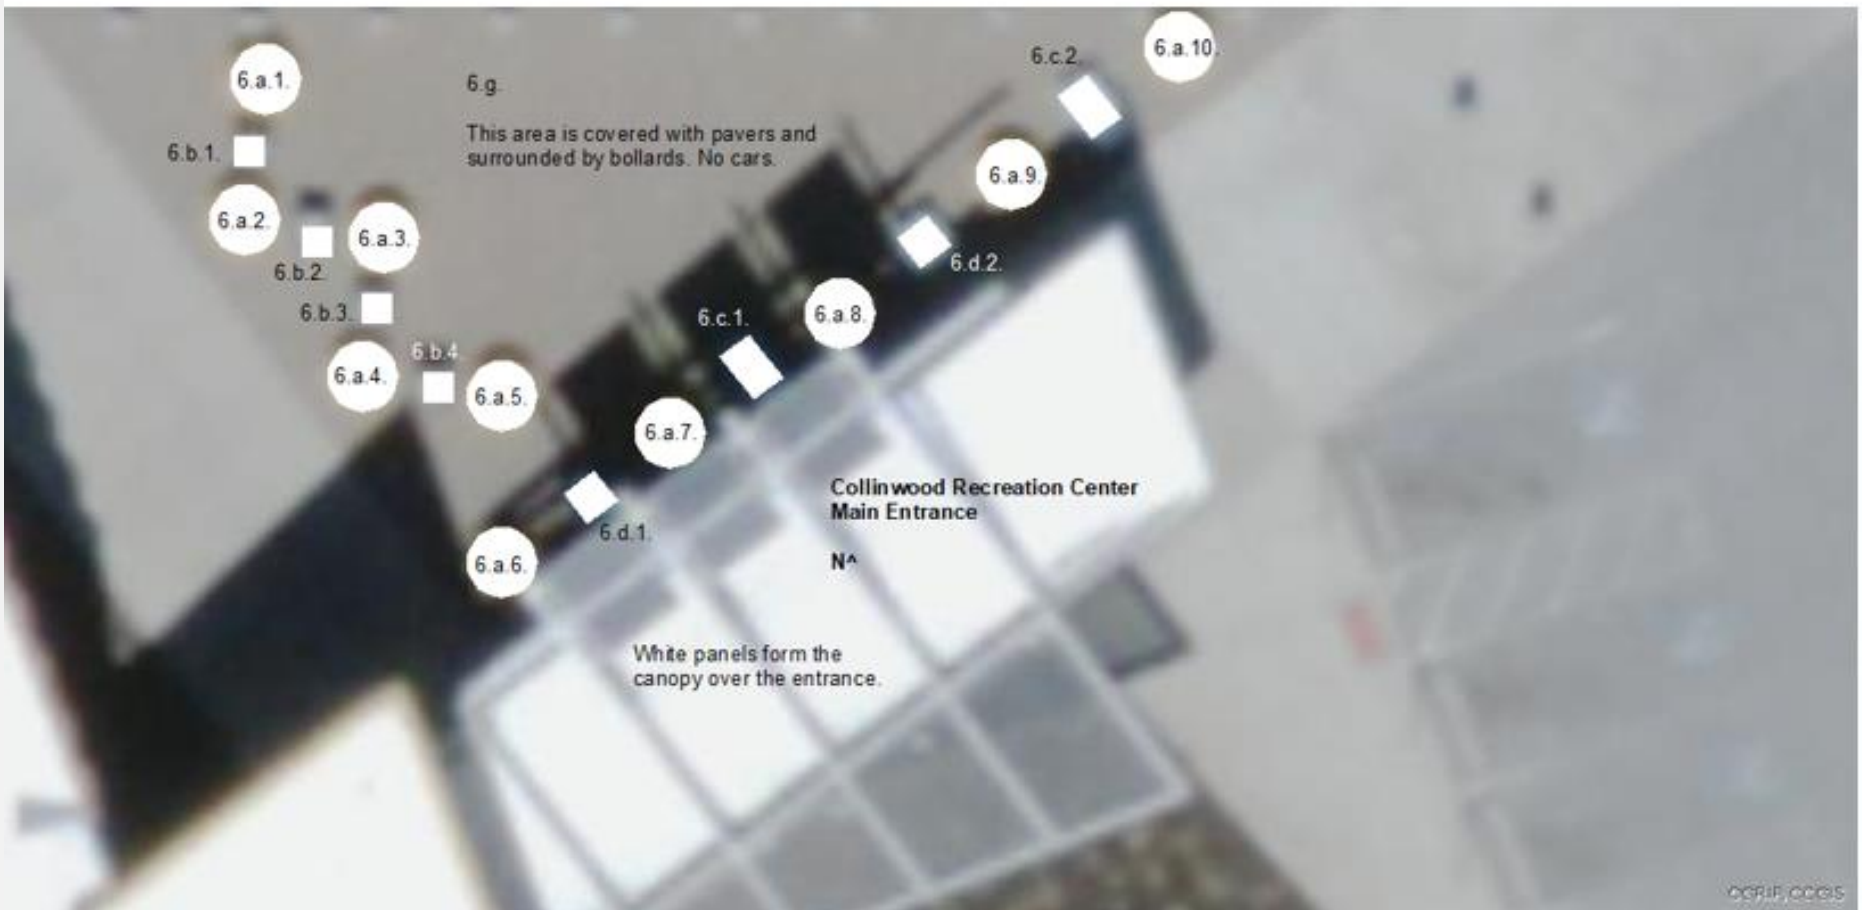 6.a.10.
6.c.2.
6.a.1.
6.g.
This area is covered with pavers and
surrounded by bollards. No cars.
6.b.1.
6.a.9.
6.a.2.
6.a.3.
6.b.2.
6.d.2.
6.b.3.
6.c.1.
6.a.8.
6.b.4.
6.a.4.
6.a.5.
6.a.7.
Collinwood Recreation Center
Main Entrance
6.d.1.
6.a.6.
N^
White panels form the
canopy over the entrance.